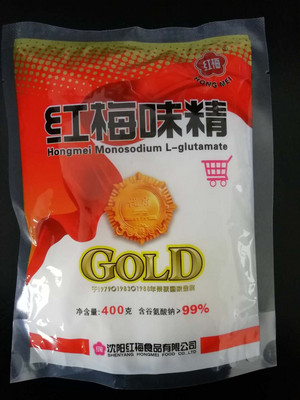 红梅
HONG MEI
红梅味精
Hongmei Monosodium L-glutamate
GOLD
净含量:400克 含谷氨酸钠>99%
沈阳红梅食品有限公司
SHENYANG HONGMEI FOOD CO LTD